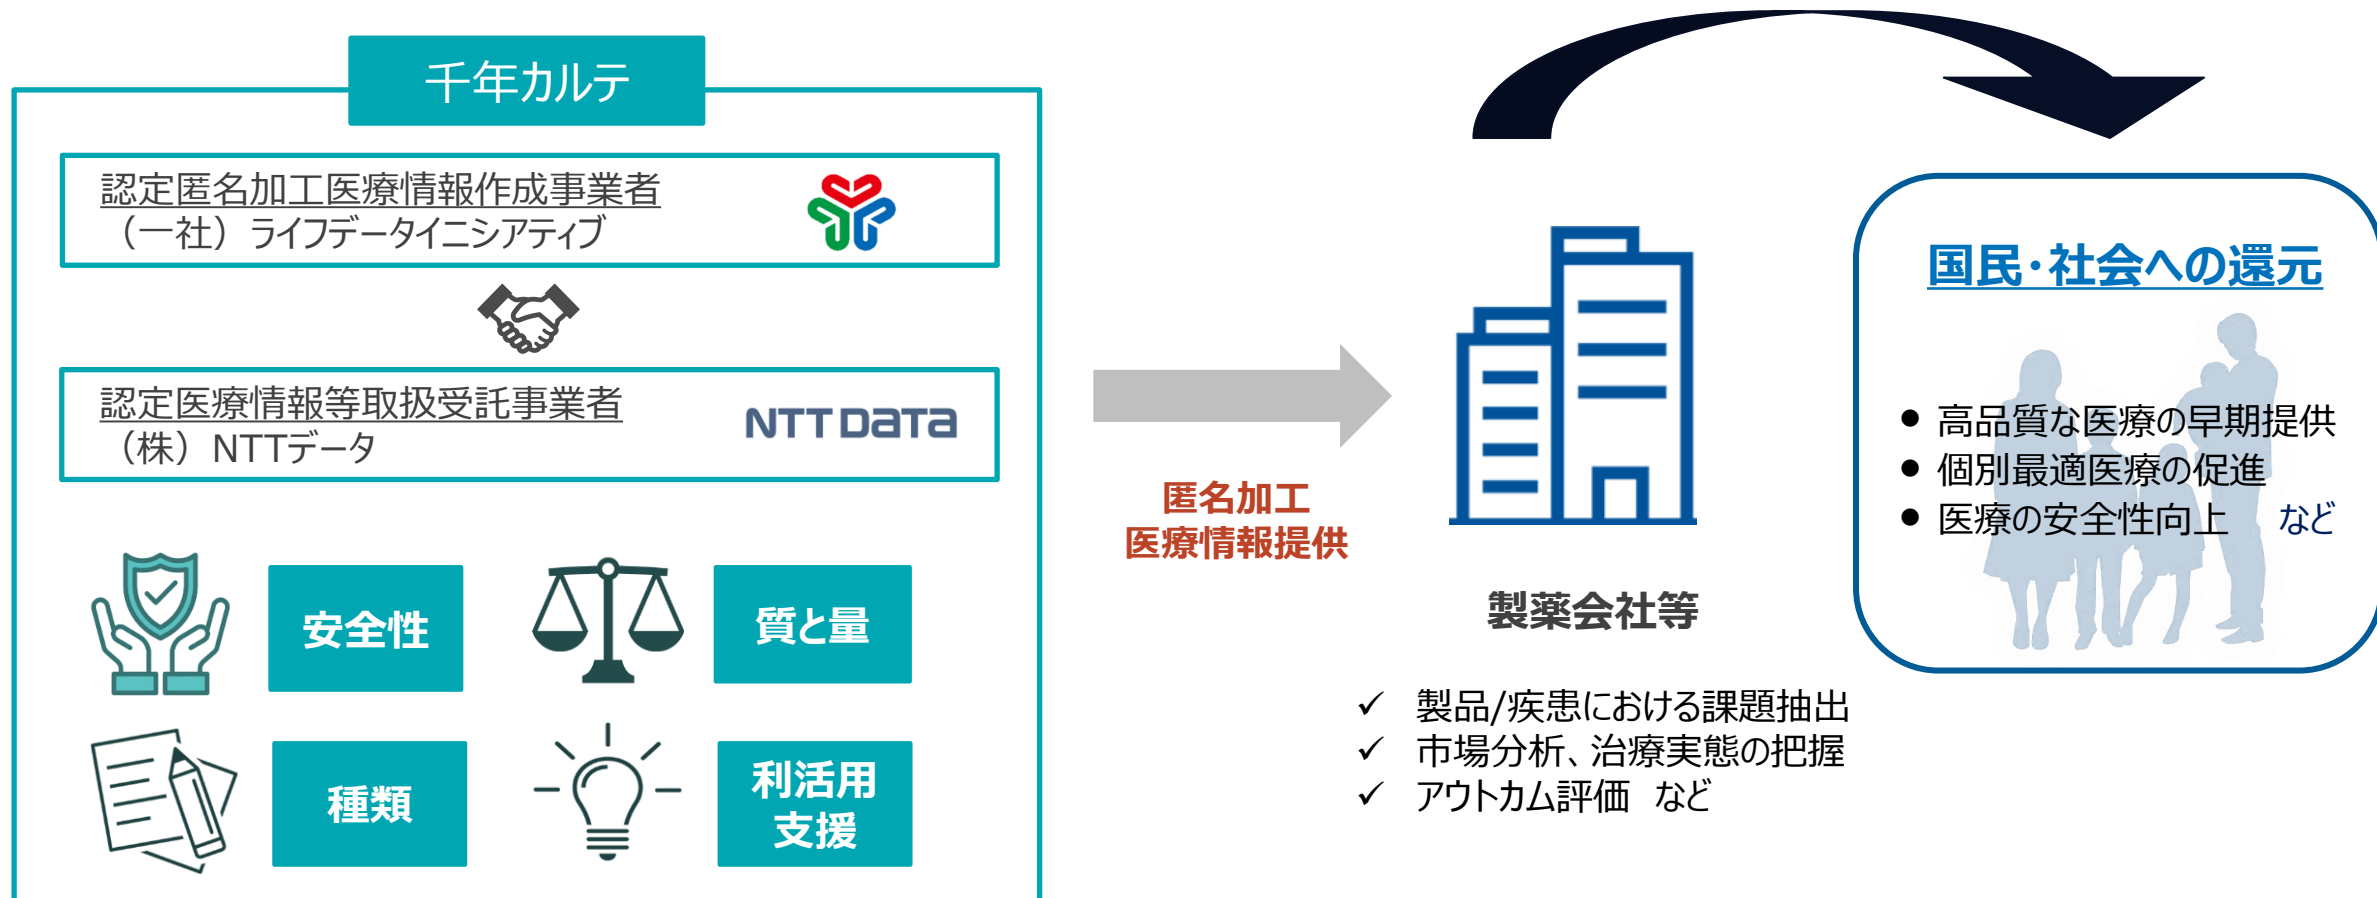 千年カルテ
認定匿名加工医療情報作成事業者
（一社）ライフデータイニシアティブ
認定医療情報等取扱受託事業者
（株）NTTデータ
NTT DATA
安全性
質と量
種類
利活用
支援
匿名加工
医療情報提供
製薬会社等
✓ 製品/疾患における課題抽出
✓ 市場分析、治療実態の把握
✓ アウトカム評価 など
国民・社会への還元
● 高品質な医療の早期提供
● 個別最適医療の促進
● 医療の安全性向上 など